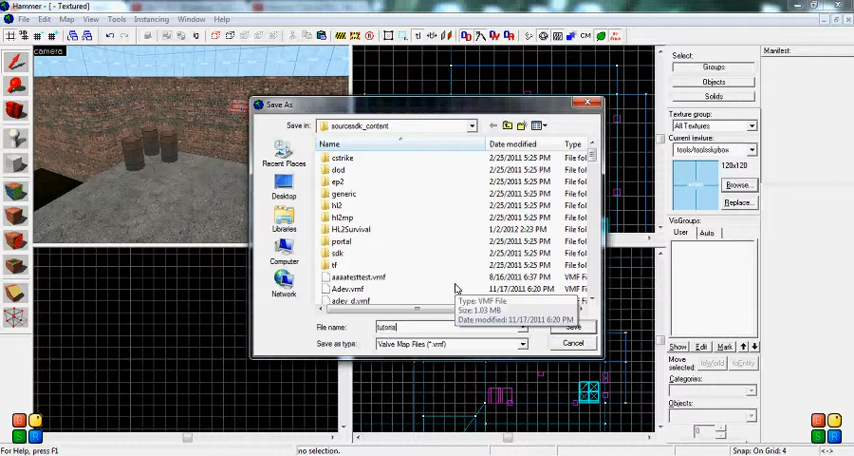 Hammer - [ - Textured]
File Edit Map View Tools Instancing Window Help
camera
Save As
Save in: sourcesdk_content
Name Date modified Type
Recent Places
Desktop
Libraries
Computer
Network
cstrike 2/25/2011 5:25 PM File fol
dod 2/25/2011 5:25 PM File fol
ep2 2/25/2011 5:25 PM File fol
generic 2/25/2011 5:25 PM File fol
hl2 2/25/2011 5:25 PM File fol
hl2mp 2/25/2011 5:25 PM File fol
HL2Survival 1/2/2012 2:23 PM File fol
portal 2/25/2011 5:25 PM File fol
sdk 2/25/2011 5:25 PM File fol
tf 2/25/2011 5:25 PM File fol
aaaatesttest.vmf 8/16/2011 6:37 PM VMF File
Adev.vmf 11/17/2011 6:20 PM VMF File
adev_d.vmf
Type: VMF File
Size: 1.03 MB
Date modified: 11/17/2011 6:20 PM
File name: tutoria
Save
Save as type: Valve Map Files (*.vmf)
Cancel
Select:
Groups
Objects
Solids
Texture group:
All Textures
Current texture:
tools/toolsskybox
128x128
Browse...
Replace...
VisGroups:
User Auto
Show Edit Mark
Move selected:
toWorld
toEntity
Categories:
Objects:
0
Manifest:
For Help, press F1
no selection.
Snap: On Grid: 4
<->